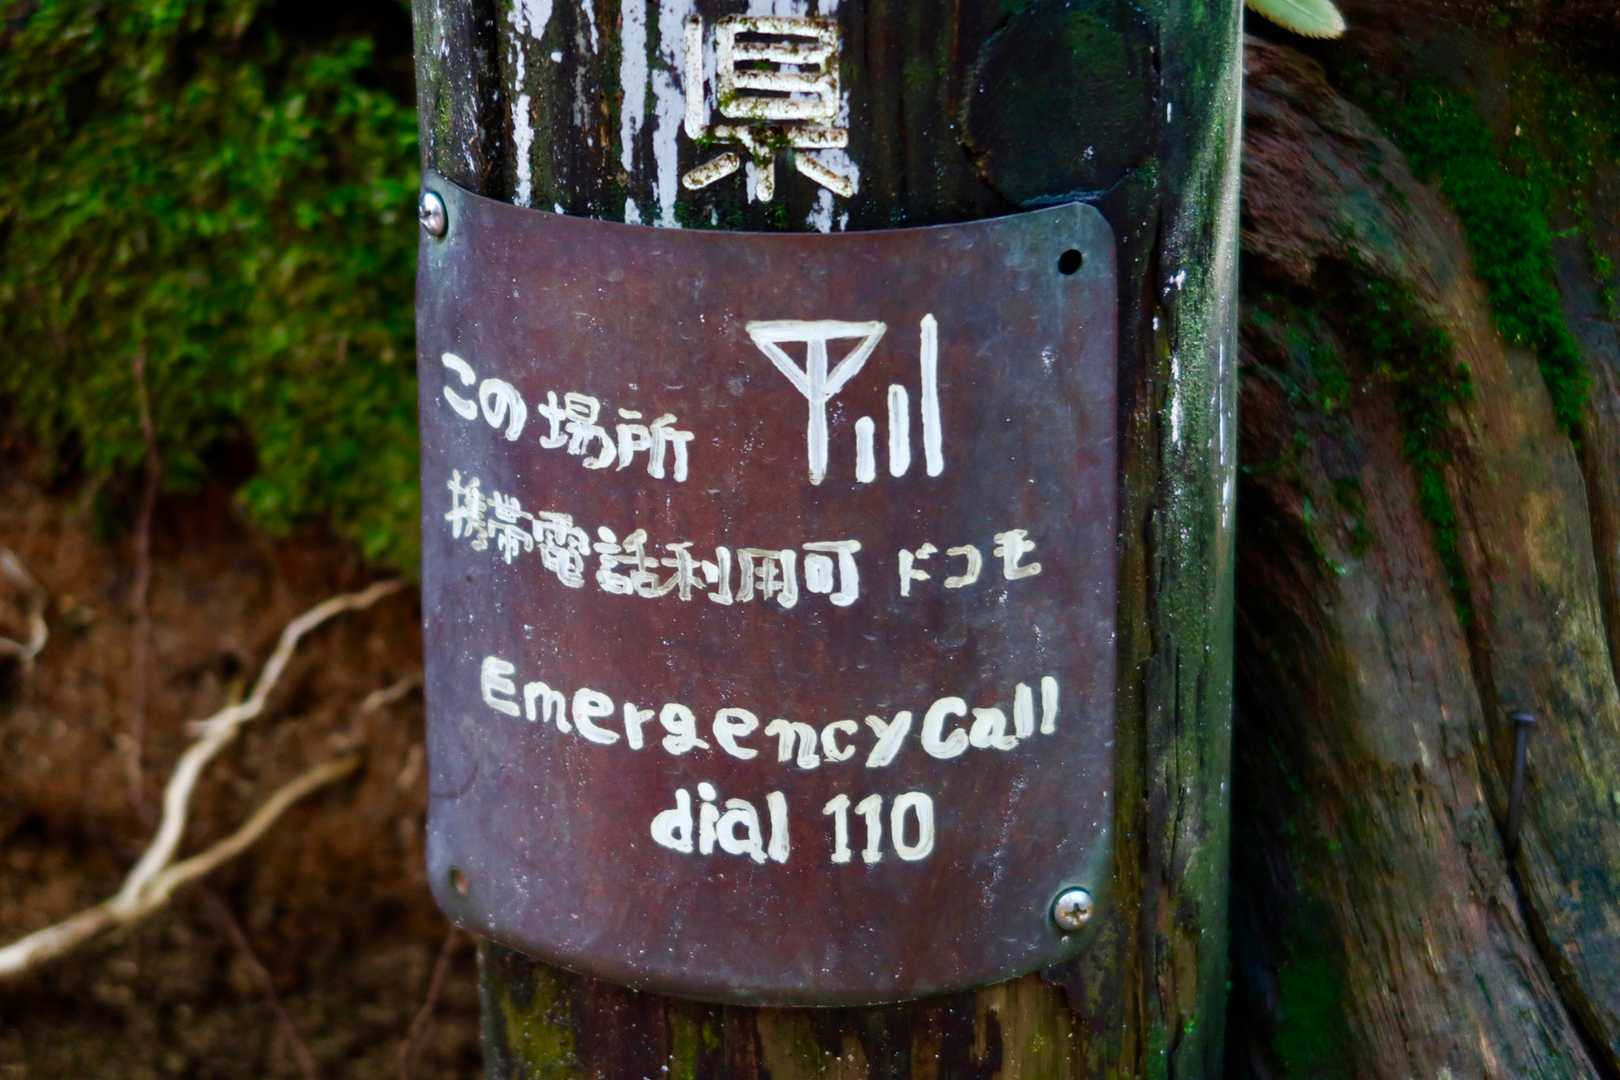 県
この場所
携帯電話利用可 ドコモ
Emergency Call
dial 110